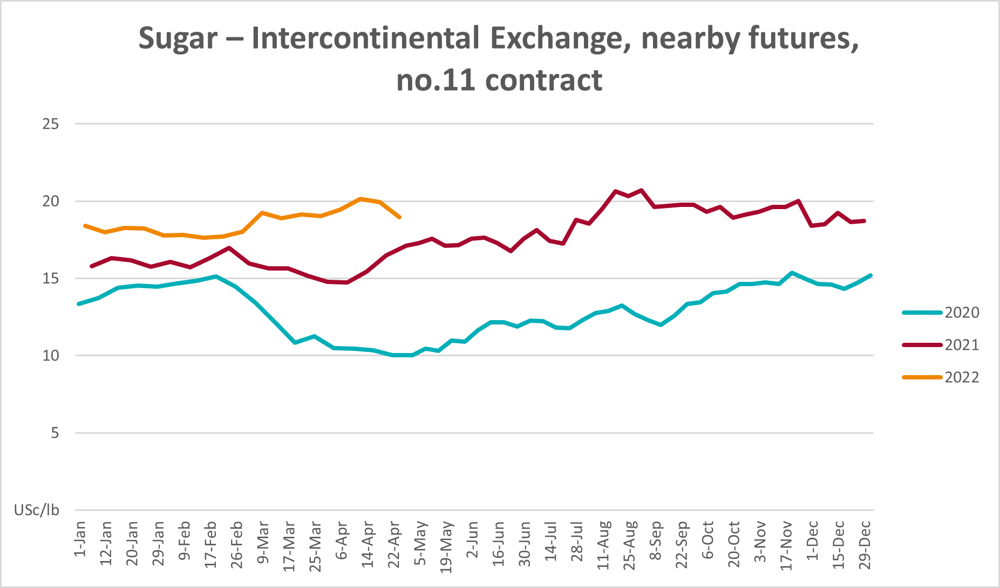 Sugar – Intercontinental Exchange, nearby futures,
no.11 contract
25
20
15
10
5
USc/lb
1-Jan
12-Jan
20-Jan
29-Jan
9-Feb
17-Feb
26-Feb
9-Mar
17-Mar
25-Mar
6-Apr
14-Apr
22-Apr
5-May
19-May
2-Jun
16-Jun
30-Jun
14-Jul
28-Jul
11-Aug
25-Aug
8-Sep
22-Sep
6-Oct
20-Oct
3-Nov
17-Nov
1-Dec
15-Dec
29-Dec
2020
2021
2022